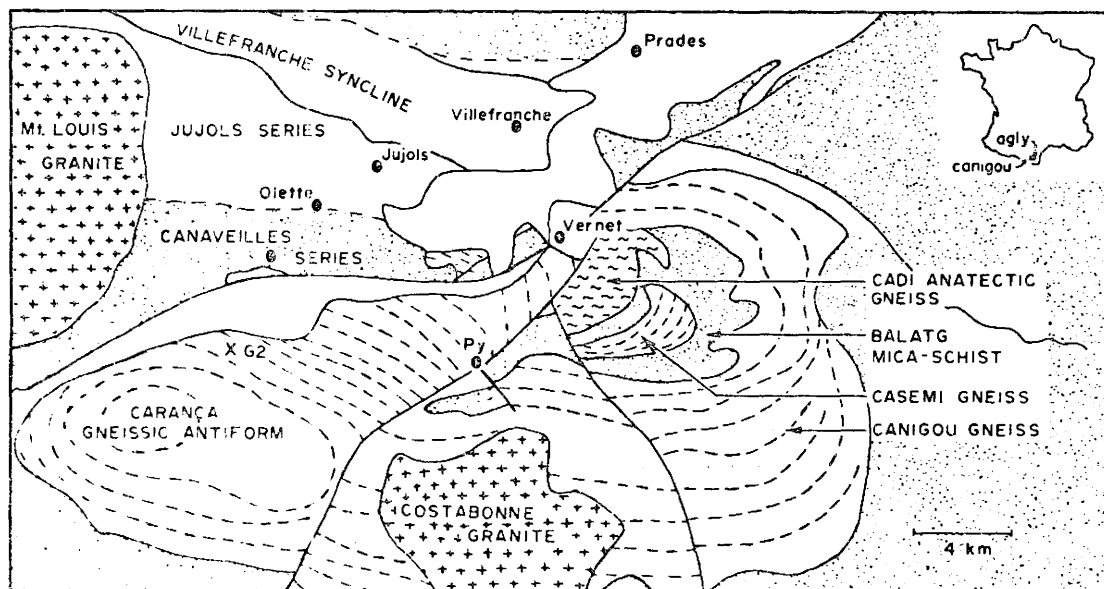 VILLEFRANCHE SYNCLINE
Prades
Villefranche
Mt. LOUIS
GRANITE
JUJOLS SERIES
Jujols
Olette
agly
canigou
CANAVEILLES
SERIES
Vernet
CADI ANATECTIC
GNEISS
BALATG
MICA-SCHIST
X G2
Py
CASEMI GNEISS
CARANÇA
GNEISSIC ANTIFORM
CANIGOU GNEISS
COSTABONNE
GRANITE
4 km